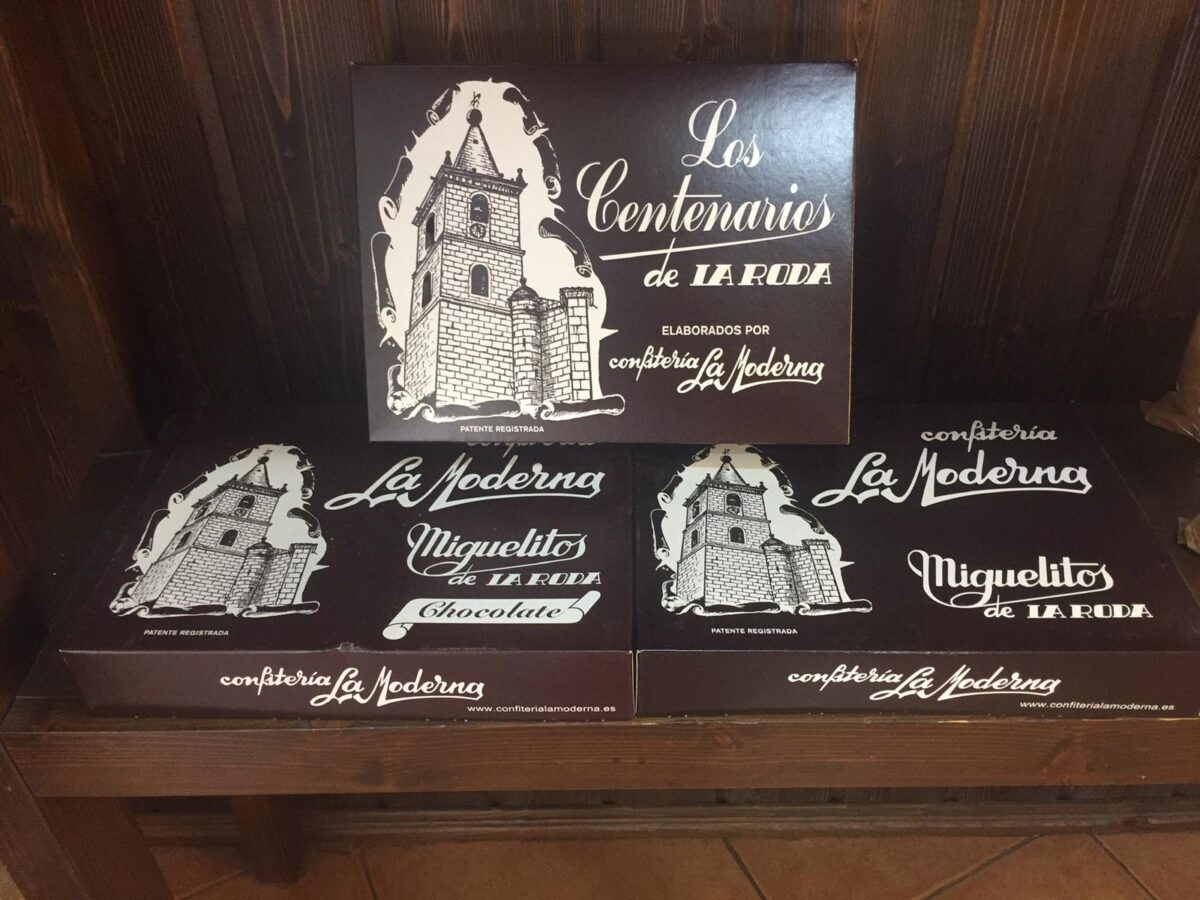 Los
Centenarios
de LA RODA
ELABORADOS POR
confitería La Moderna
PATENTE REGISTRADA
confitería
La Moderna
Miguelitos
de LA RODA
Chocolate
PATENTE REGISTRADA
confitería La Moderna
www.confiterialamoderna.es
confitería
La Moderna
Miguelitos
de LA RODA
PATENTE REGISTRADA
confitería La Moderna
www.confiterialamoderna.es